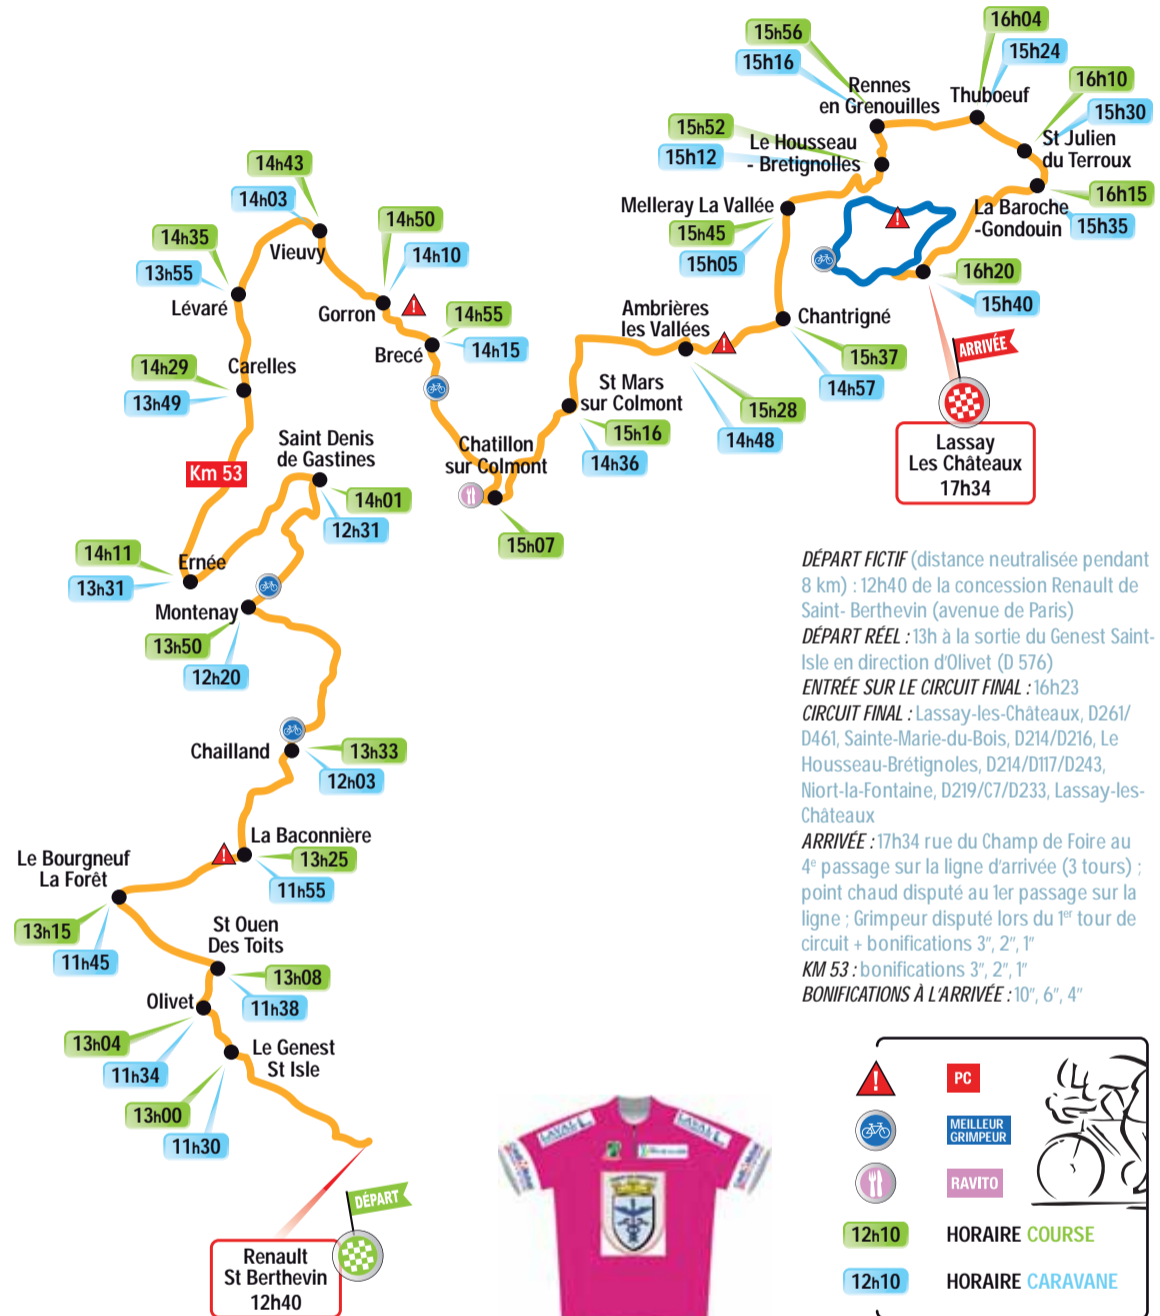 16h04
15h56
15h24
15h16
16h10
Rennes
en Grenouilles
Thuboeuf
15h30
15h52
St Julien
du Terroux
Le Housseau
- Bretignolles
15h12
14h43
16h15
14h03
Melleray La Vallée
La Baroche
-Gondouin
14h50
15h35
15h45
14h35
14h10
15h05
Vieuvy
13h55
16h20
15h40
Lévaré
Gorron
14h55
Ambrières
les Vallées
Chantrigné
14h15
Brecé
ARRIVÉE
15h37
14h29
Carelles
14h57
13h49
St Mars
sur Colmont
15h28
15h16
14h48
Saint Denis
de Gastines
Chatillon
sur Colmont
14h36
Lassay
Les Châteaux
17h34
Km 53
14h01
12h31
15h07
14h11
Ernée
13h31
Montenay
13h50
12h20
Chailland
13h33
12h03
La Baconnière
13h25
11h55
Le Bourgneuf
La Forêt
13h15
11h45
St Ouen
Des Toits
13h08
11h38
Olivet
13h04
11h34
Le Genest
St Isle
13h00
11h30
DÉPART
Renault
St Berthevin
12h40
DÉPART FICTIF (distance neutralisée pendant
8 km) : 12h40 de la concession Renault de
Saint- Berthevin (avenue de Paris)
DÉPART RÉEL : 13h à la sortie du Genest Saint-
Isle en direction d'Olivet (D 576)
ENTRÉE SUR LE CIRCUIT FINAL : 16h23
CIRCUIT FINAL : Lassay-les-Châteaux, D261/
D461, Sainte-Marie-du-Bois, D214/D216, Le
Housseau-Brétignoles, D214/D117/D243,
Niort-la-Fontaine, D219/C7/D233, Lassay-les-
Châteaux
ARRIVÉE : 17h34 rue du Champ de Foire au
4e passage sur la ligne d'arrivée (3 tours) ;
point chaud disputé au 1er passage sur la
ligne ; Grimpeur disputé lors du 1er tour de
circuit + bonifications 3", 2", 1"
KM 53 : bonifications 3", 2", 1"
BONIFICATIONS À L'ARRIVÉE : 10", 6", 4"
PC
MEILLEUR
GRIMPEUR
RAVITO
12h10 HORAIRE COURSE
12h10 HORAIRE CARAVANE
LAVAL
LAVAL